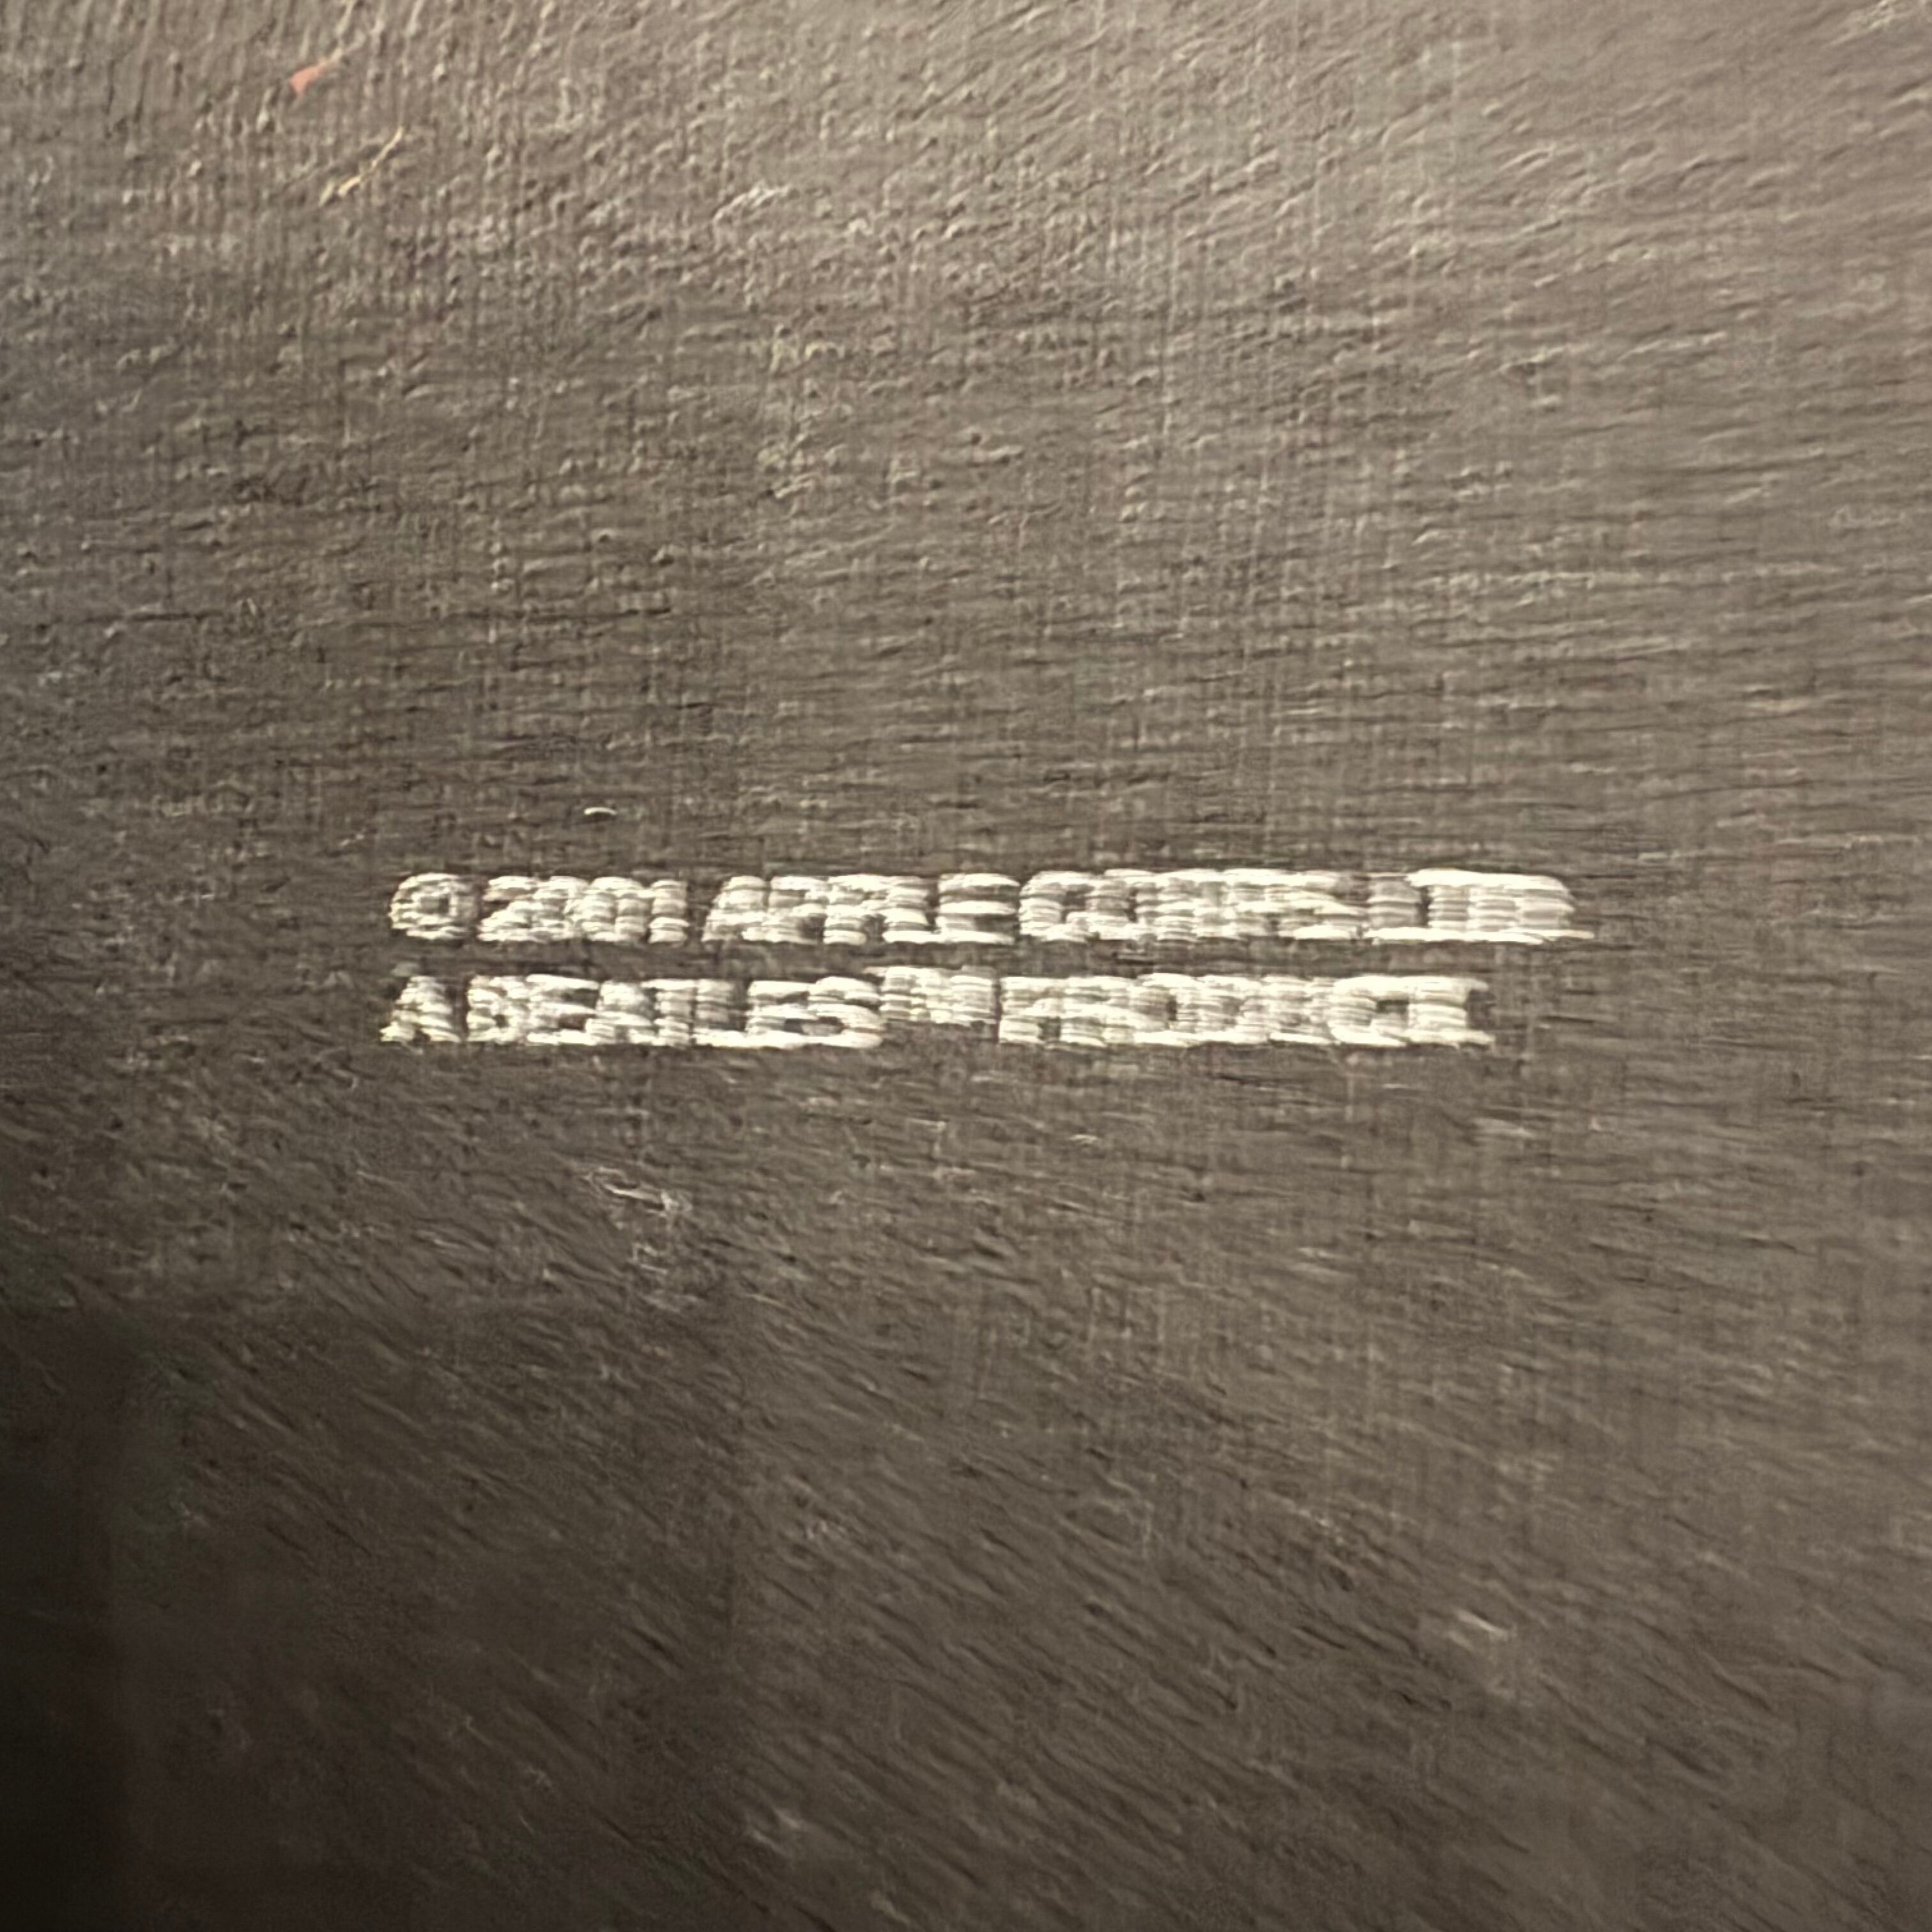 © 2001 APPLE CORPS LTD
A BEATLES™ PRODUCT